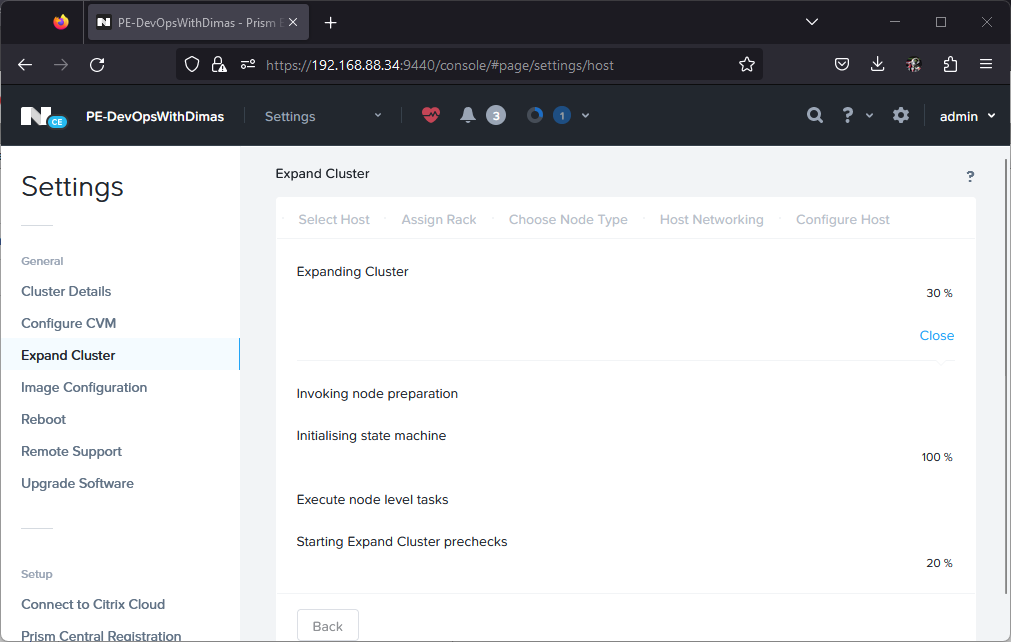 PE-DevOpsWithDimas - Prism E
https://192.168.88.34:9440/console/#page/settings/host
N CE PE-DevOpsWithDimas Settings 3 1 ? admin
Settings
General
Cluster Details
Configure CVM
Expand Cluster
Image Configuration
Reboot
Remote Support
Upgrade Software
Setup
Connect to Citrix Cloud
Prism Central Registration
Expand Cluster ?
Select Host Assign Rack Choose Node Type Host Networking Configure Host
Expanding Cluster
30 %
Close
Invoking node preparation
Initialising state machine
100 %
Execute node level tasks
Starting Expand Cluster prechecks
20 %
Back